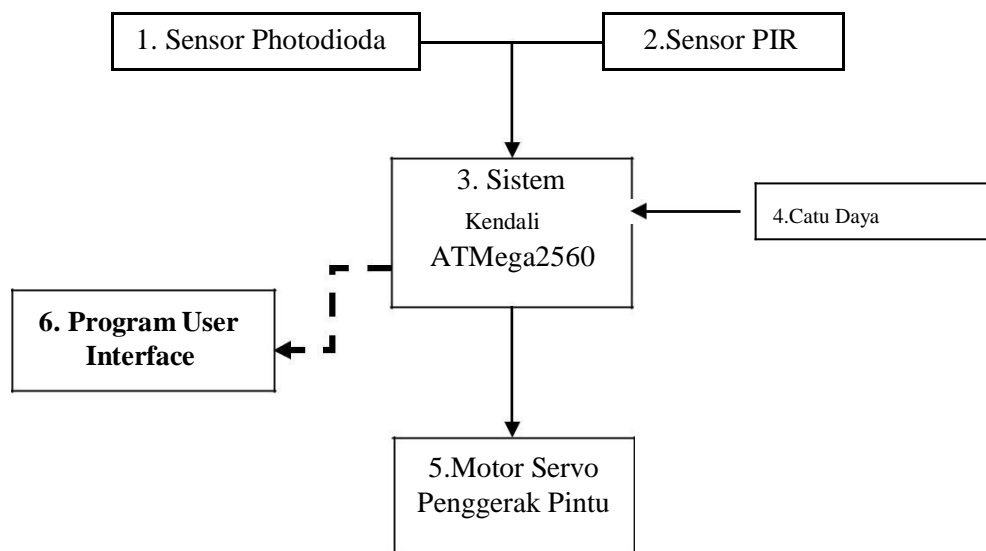 1. Sensor Photodioda
2.Sensor PIR
3. Sistem
Kendali
ATMega2560
4.Catu Daya
6. Program User
Interface
5.Motor Servo
Penggerak Pintu